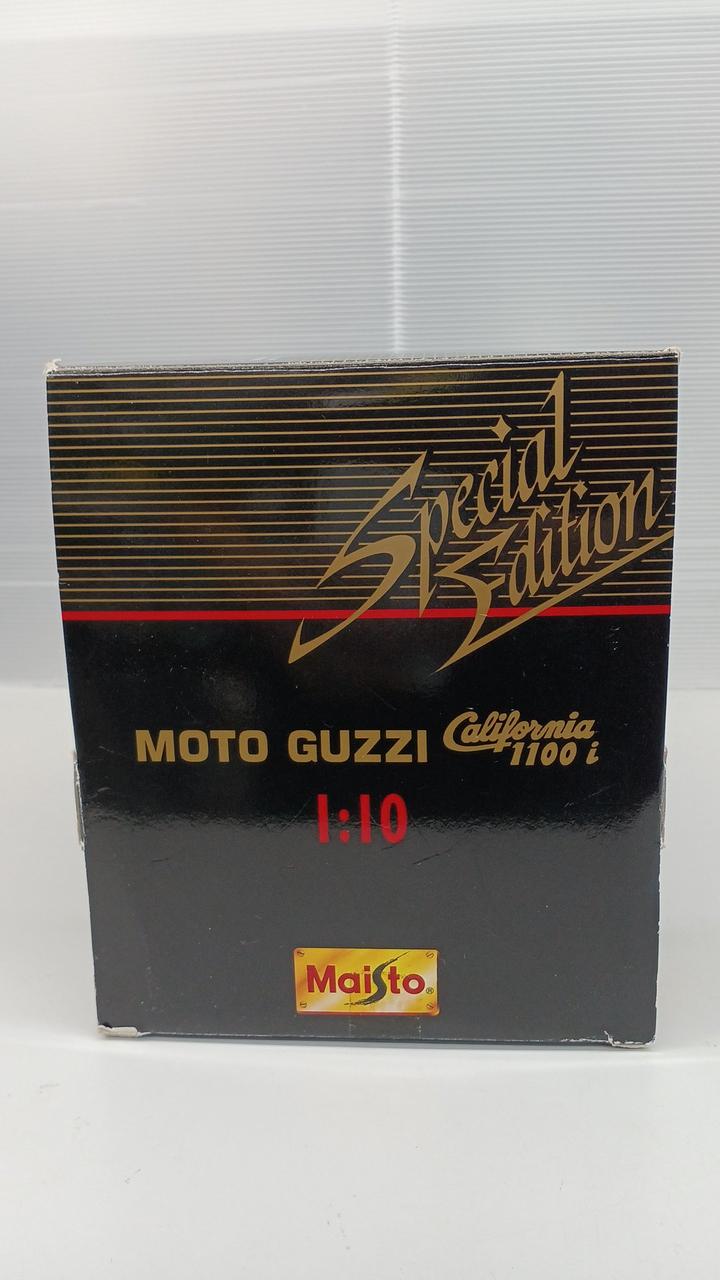 Special
Edition
MOTO GUZZI California
1100 i
1:10
Maisto®